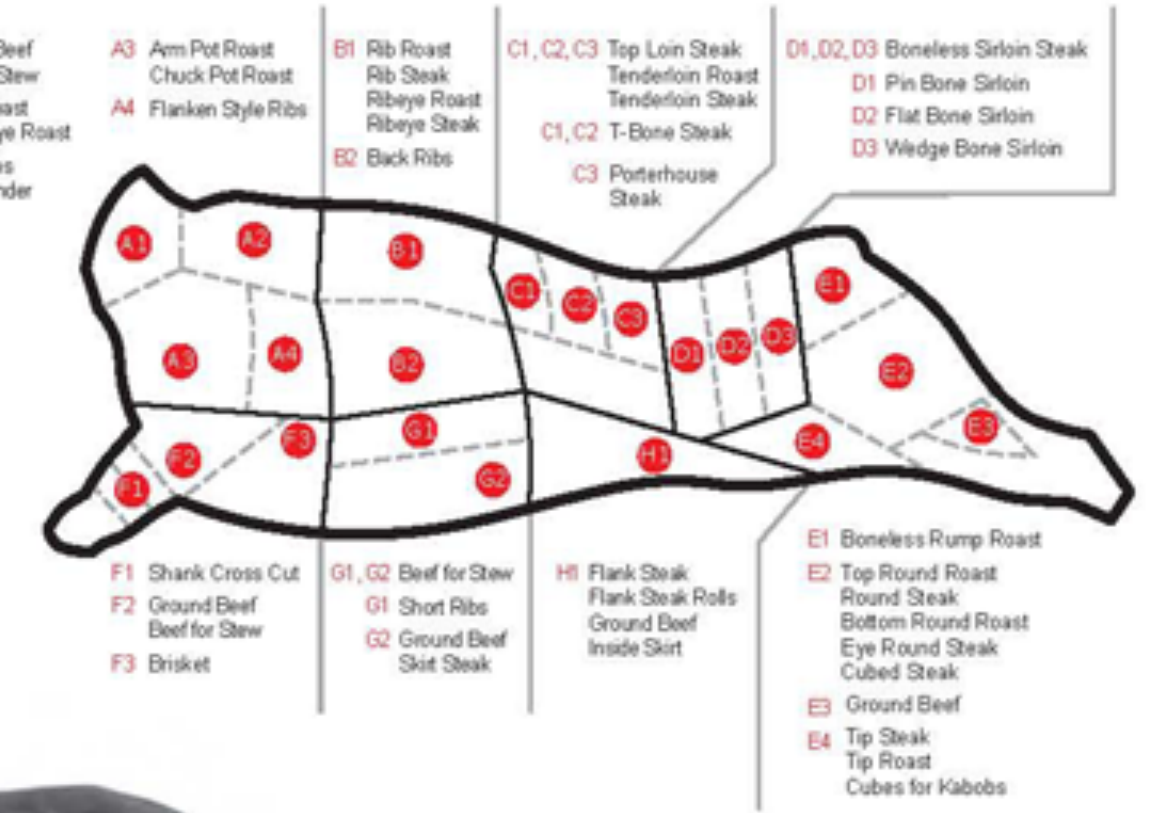 Beef
Stew
ast
ye Roast
s
nder
A3 Arm Pot Roast
Chuck Pot Roast
A4 Flanken Style Ribs
B1 Rib Roast
Rib Steak
Ribeye Roast
Ribeye Steak
B2 Back Ribs
C1, C2, C3 Top Loin Steak
Tenderloin Roast
Tenderloin Steak
C1, C2 T-Bone Steak
C3 Porterhouse
Steak
D1, D2, D3 Boneless Sirloin Steak
D1 Pin Bone Sirloin
D2 Flat Bone Sirloin
D3 Wedge Bone Sirloin
A1
A2
B1
C1
C2
C3
E1
A3
A4
B2
D1
D2
D3
E2
F1
F2
F3
G1
G2
H1
E4
E3
F1 Shank Cross Cut
F2 Ground Beef
Beef for Stew
F3 Brisket
G1, G2 Beef for Stew
G1 Short Ribs
G2 Ground Beef
Skirt Steak
H1 Flank Steak
Flank Steak Rolls
Ground Beef
Inside Skirt
E1 Boneless Rump Roast
E2 Top Round Roast
Round Steak
Bottom Round Roast
Eye Round Steak
Cubed Steak
E3 Ground Beef
E4 Tip Steak
Tip Roast
Cubes for Kabobs